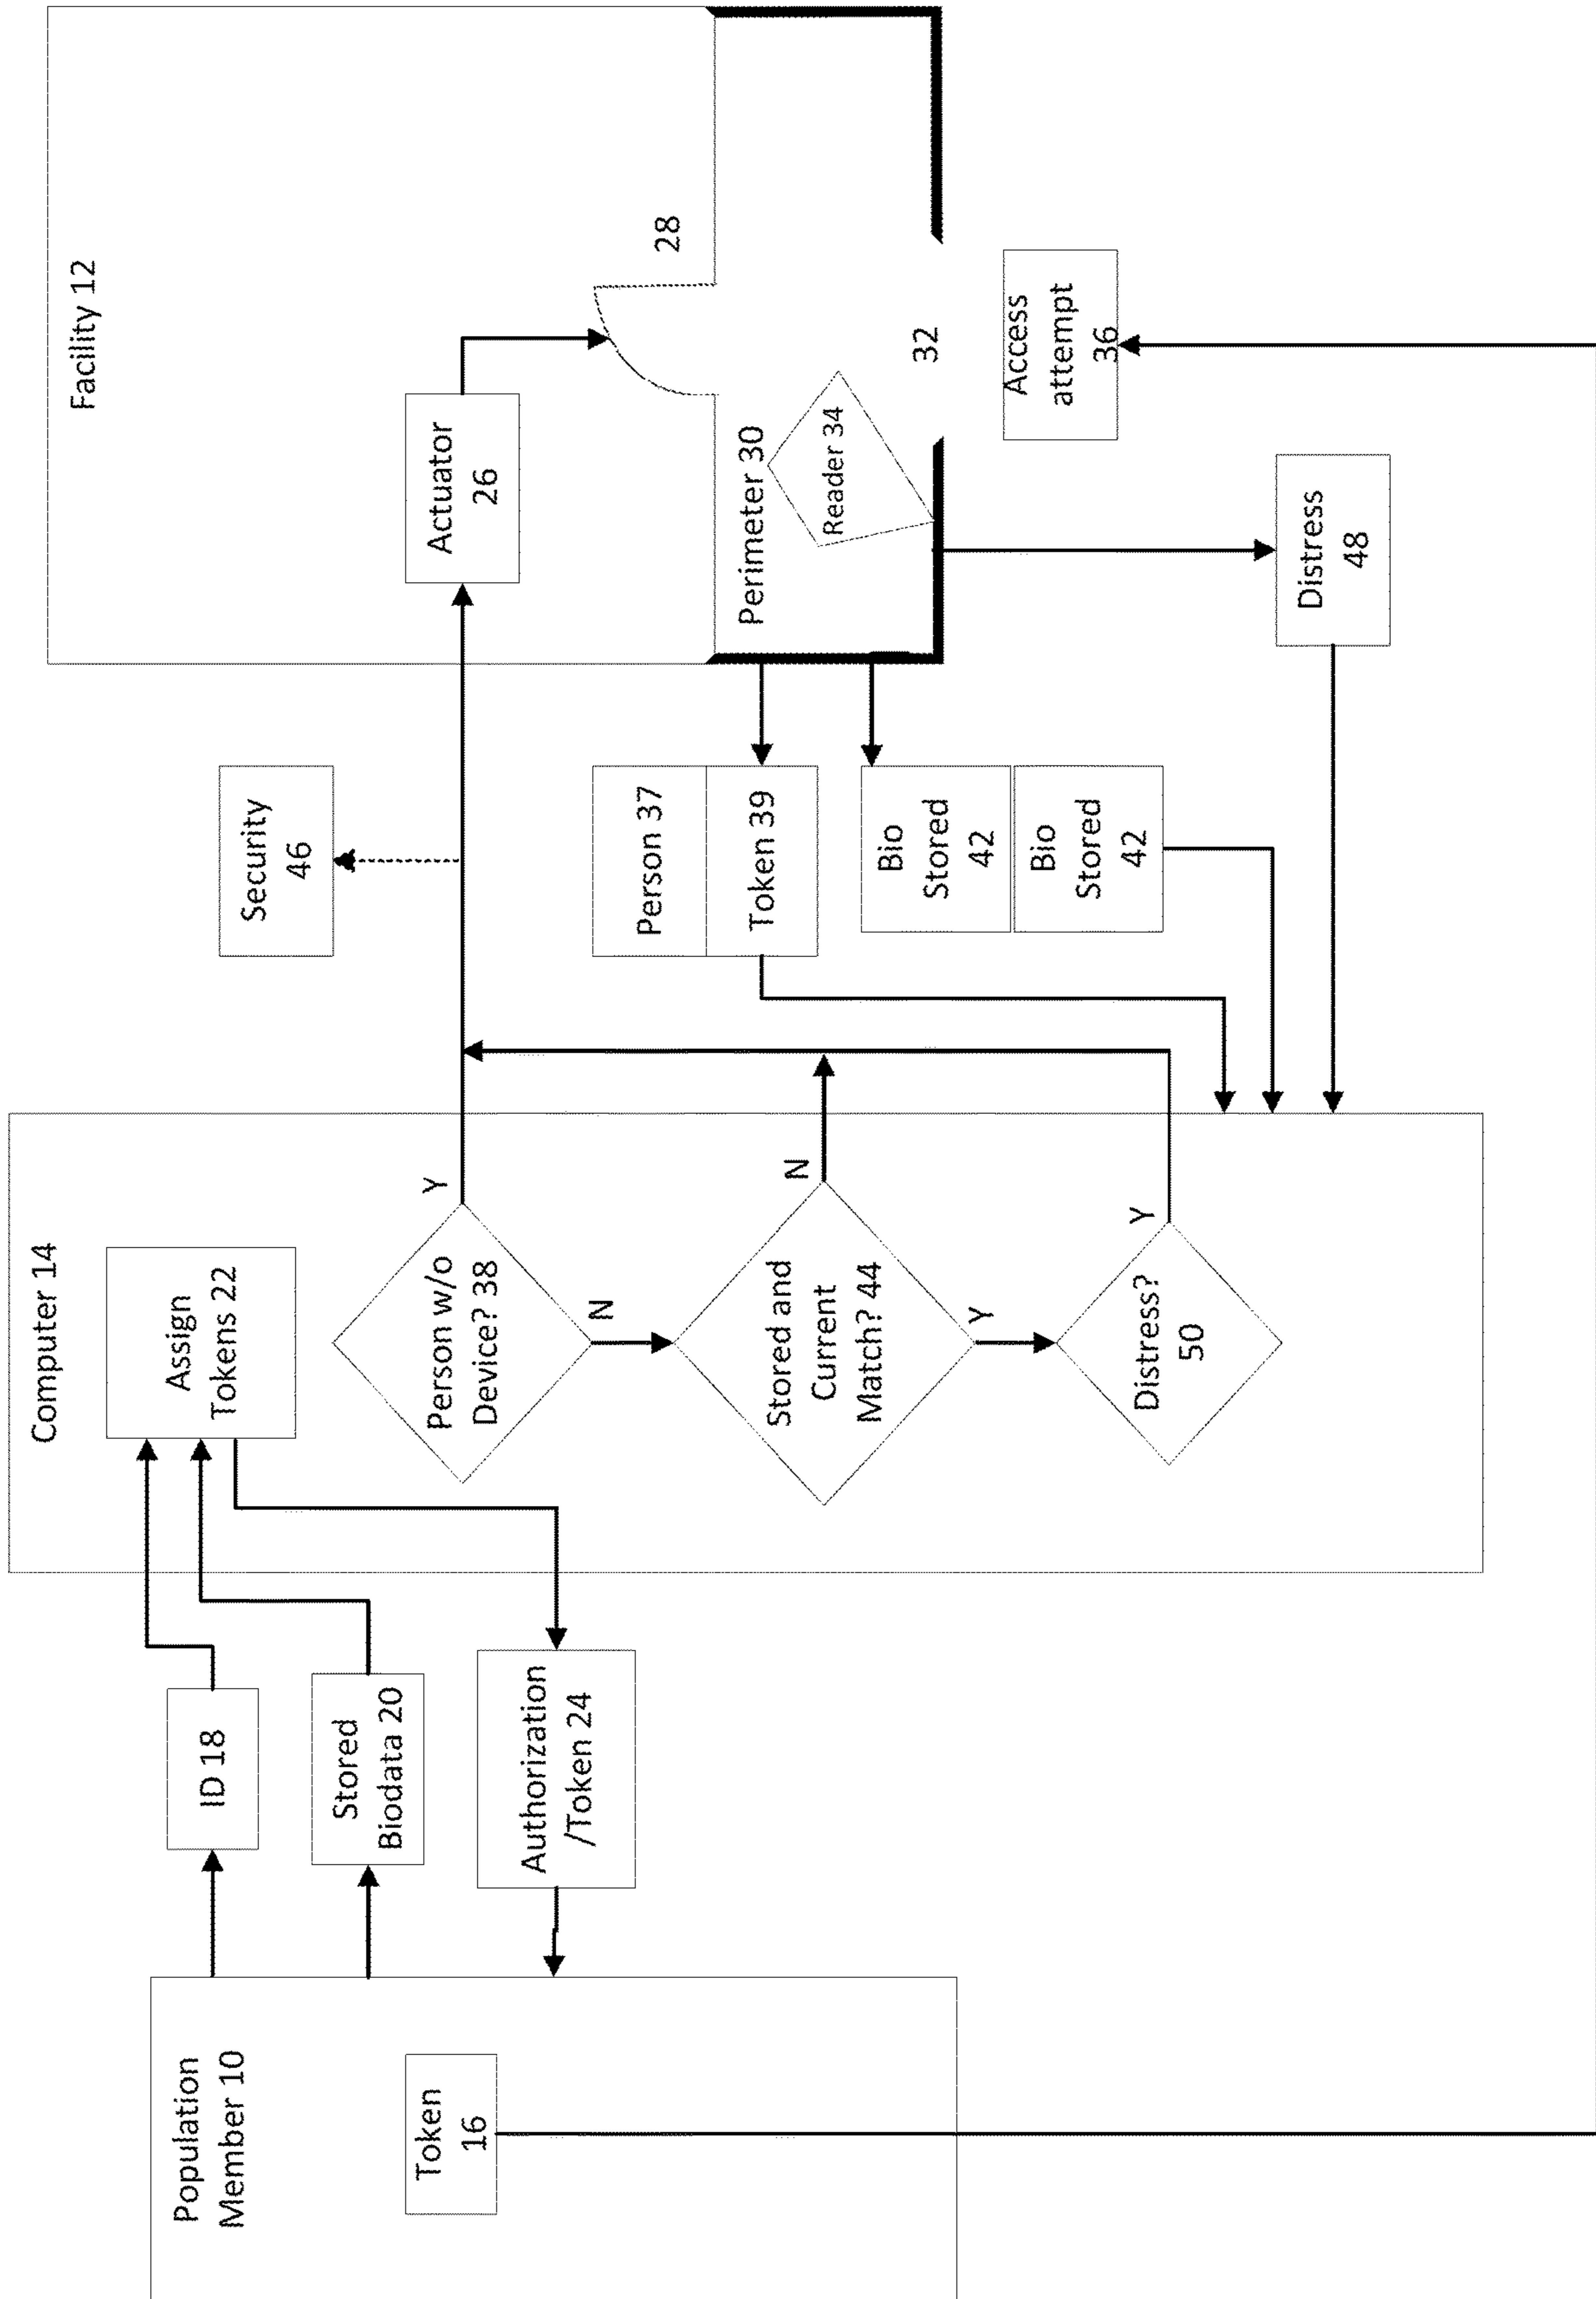 Population
Member 10
Token
16
ID 18
Stored
Biodata 20
Authorization
/Token 24
Computer 14
Assign
Tokens 22
Person w/o
Device? 38
Y
N
Stored and
Current
Match? 44
N
Y
Distress?
50
Y
Security
46
Person 37
Token 39
Bio
Stored
42
Bio
Stored
42
Distress
48
Facility 12
Actuator
26
28
Perimeter 30
Reader 34
32
Access
attempt
36